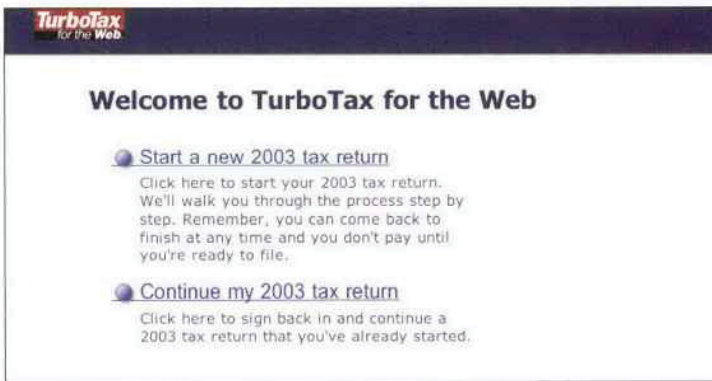 TurboTax
for the Web
Welcome to TurboTax for the Web
Start a new 2003 tax return
Click here to start your 2003 tax return.
We'll walk you through the process step by
step. Remember, you can come back to
finish at any time and you don't pay until
you're ready to file.
Continue my 2003 tax return
Click here to sign back in and continue a
2003 tax return that you've already started.